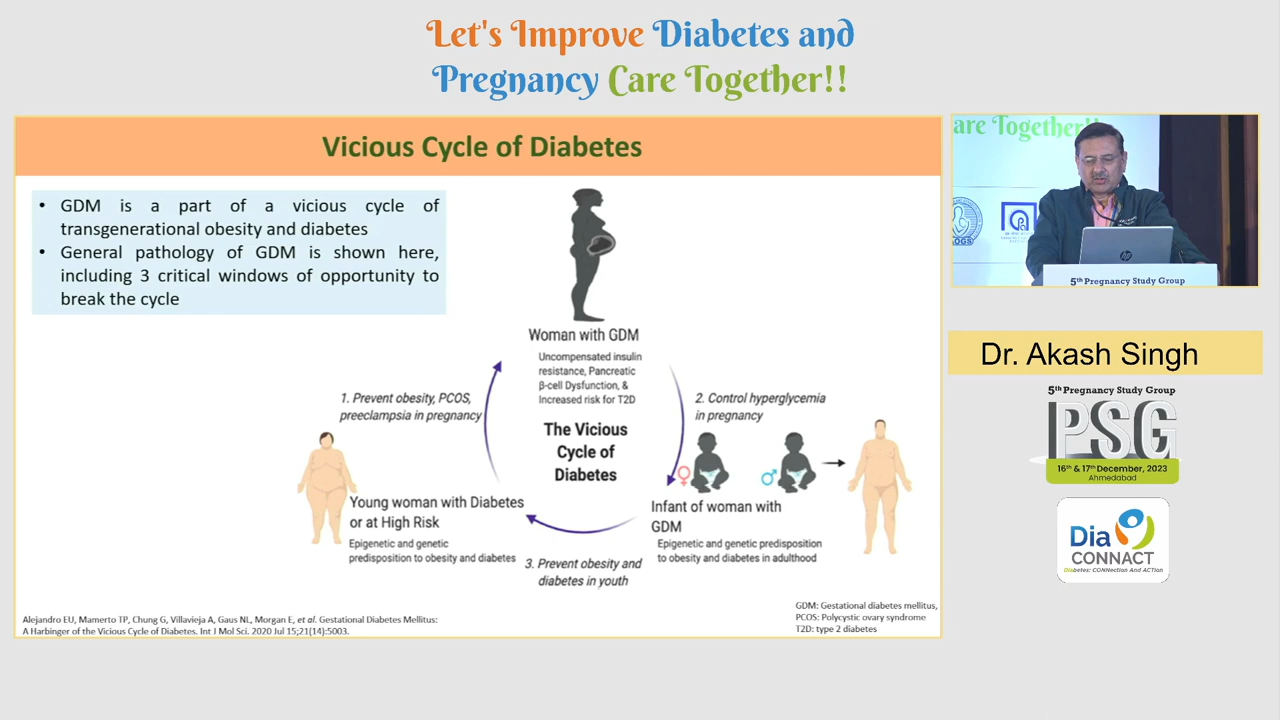 Let's Improve Diabetes and
Pregnancy Care Together!!
Vicious Cycle of Diabetes
• GDM is a part of a vicious cycle of
transgenerational obesity and diabetes
• General pathology of GDM is shown here,
including 3 critical windows of opportunity to
break the cycle
Woman with GDM
Uncompensated insulin
resistance, Pancreatic
β-cell Dysfunction, &
Increased risk for T2D
1. Prevent obesity, PCOS,
preeclampsia in pregnancy
2. Control hyperglycemia
in pregnancy
The Vicious
Cycle of
Diabetes
Young woman with Diabetes
or at High Risk
Epigenetic and genetic
predisposition to obesity and diabetes
Infant of woman with
GDM
Epigenetic and genetic predisposition
to obesity and diabetes in adulthood
3. Prevent obesity and
diabetes in youth
Alejandro EU, Mamerto TP, Chung G, Villavieja A, Gaus NL, Morgan E, et al. Gestational Diabetes Mellitus:
A Harbinger of the Vicious Cycle of Diabetes. Int J Mol Sci. 2020 Jul 15;21(14):5003.
GDM: Gestational diabetes mellitus,
PCOS: Polycystic ovary syndrome
T2D: type 2 diabetes
are Together!!
OGS
hp
5th Pregnancy Study Group
Dr. Akash Singh
5th Pregnancy Study Group
PSG
16th & 17th December, 2023
Ahmedabad
Dia
CONNACT
Diabetes: CONNection And ACTion